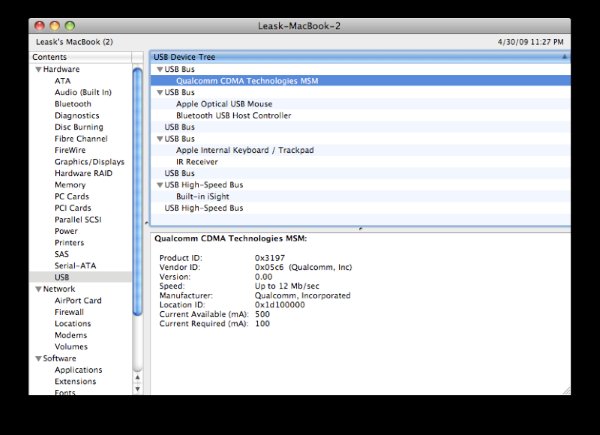 Leask-MacBook-2
Leask's MacBook (2)
4/30/09 11:27 PM
Contents
Hardware
ATA
Audio (Built In)
Bluetooth
Diagnostics
Disc Burning
Fibre Channel
FireWire
Graphics/Displays
Hardware RAID
Memory
PC Cards
PCI Cards
Parallel SCSI
Power
Printers
SAS
Serial-ATA
USB
Network
AirPort Card
Firewall
Locations
Modems
Volumes
Software
Applications
Extensions
Fonts
USB Device Tree
USB Bus
Qualcomm CDMA Technologies MSM
USB Bus
Apple Optical USB Mouse
Bluetooth USB Host Controller
USB Bus
USB Bus
Apple Internal Keyboard / Trackpad
IR Receiver
USB Bus
USB High-Speed Bus
Built-in iSight
USB High-Speed Bus
Qualcomm CDMA Technologies MSM:
Product ID: 0x3197
Vendor ID: 0x05c6 (Qualcomm, Inc)
Version: 0.00
Speed: Up to 12 Mb/sec
Manufacturer: Qualcomm, Incorporated
Location ID: 0x1d100000
Current Available (mA): 500
Current Required (mA): 100